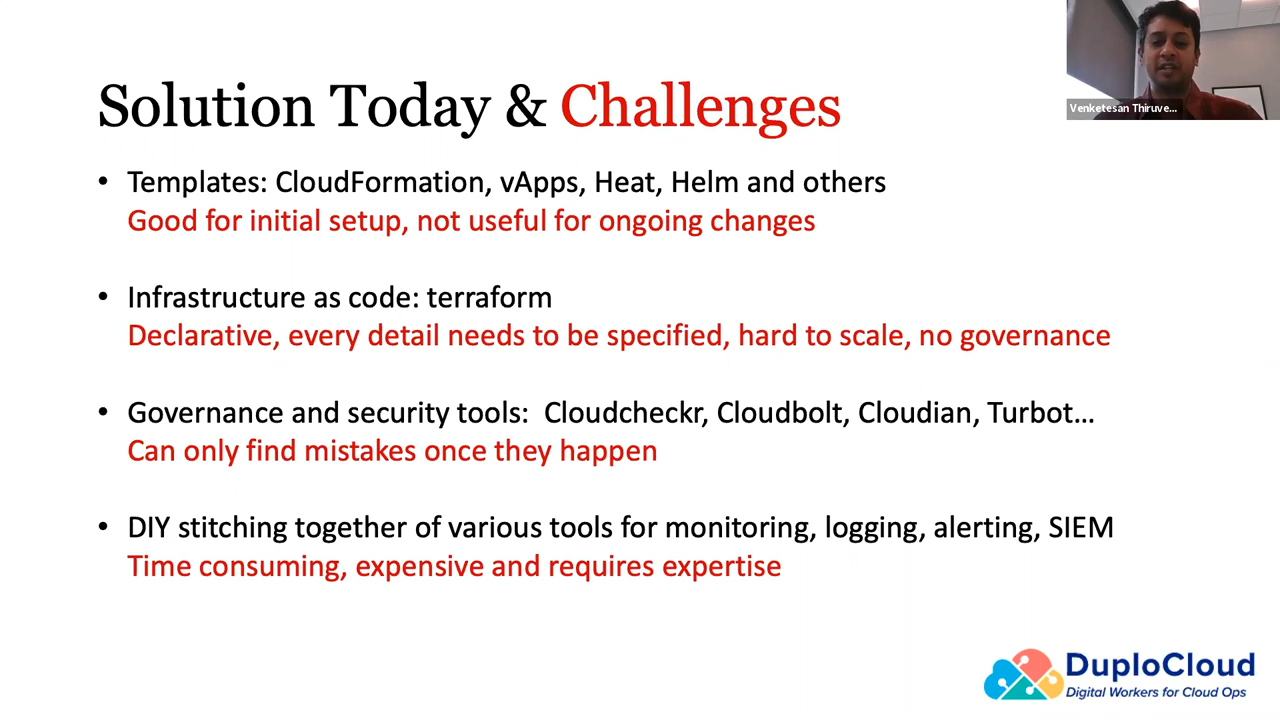 Solution Today & Challenges
Venketesan Thiruve...
• Templates: CloudFormation, vApps, Heat, Helm and others
Good for initial setup, not useful for ongoing changes
• Infrastructure as code: terraform
Declarative, every detail needs to be specified, hard to scale, no governance
• Governance and security tools:  Cloudcheckr, Cloudbolt, Cloudian, Turbot...
Can only find mistakes once they happen
• DIY stitching together of various tools for monitoring, logging, alerting, SIEM
Time consuming, expensive and requires expertise
DuploCloud
Digital Workers for Cloud Ops